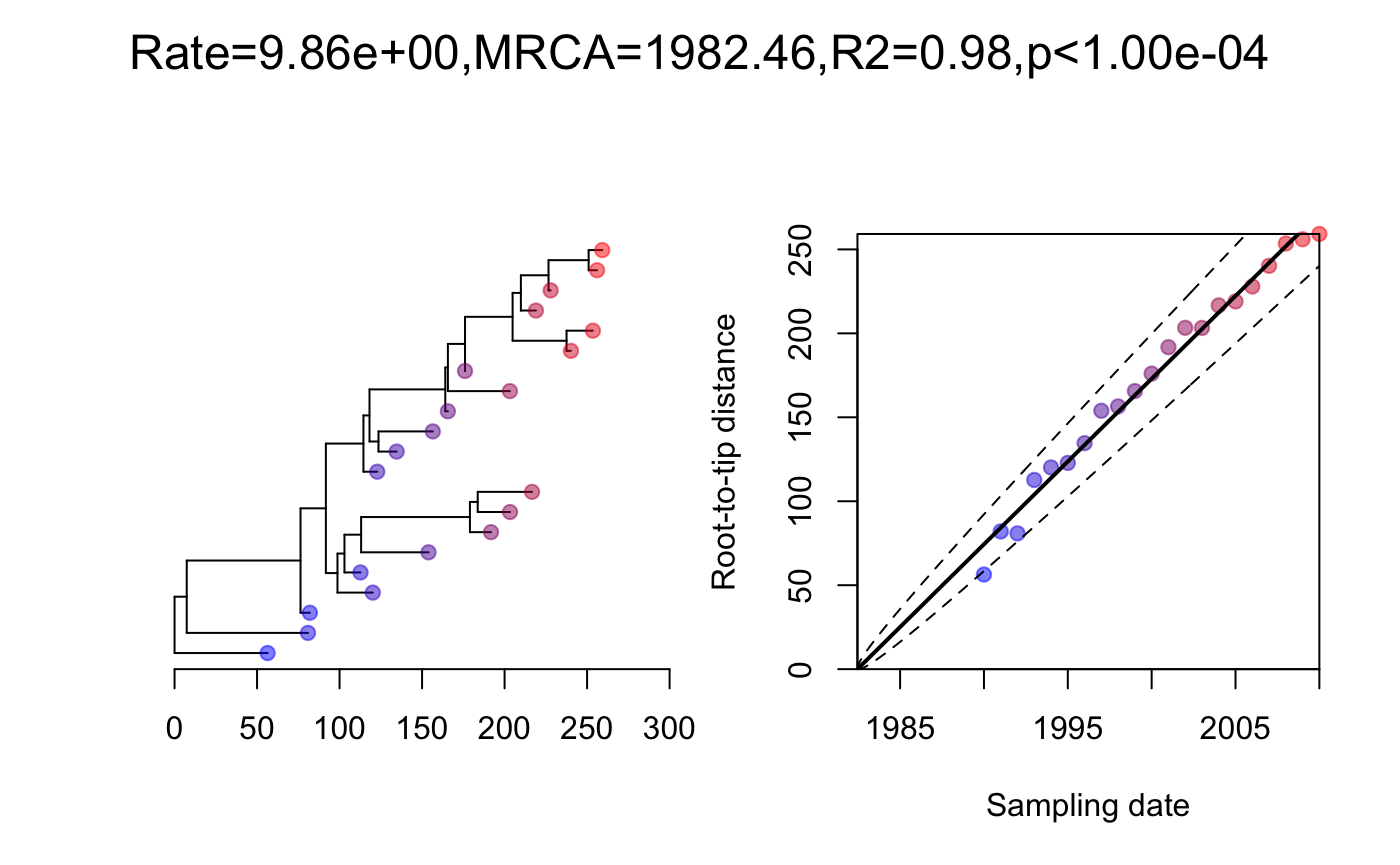 Rate=9.86e+00,MRCA=1982.46,R2=0.98,p<1.00e-04
0 50 100 150 200 250 300
Root-to-tip distance
0 50 100 150 200 250
1985 1995 2005
Sampling date